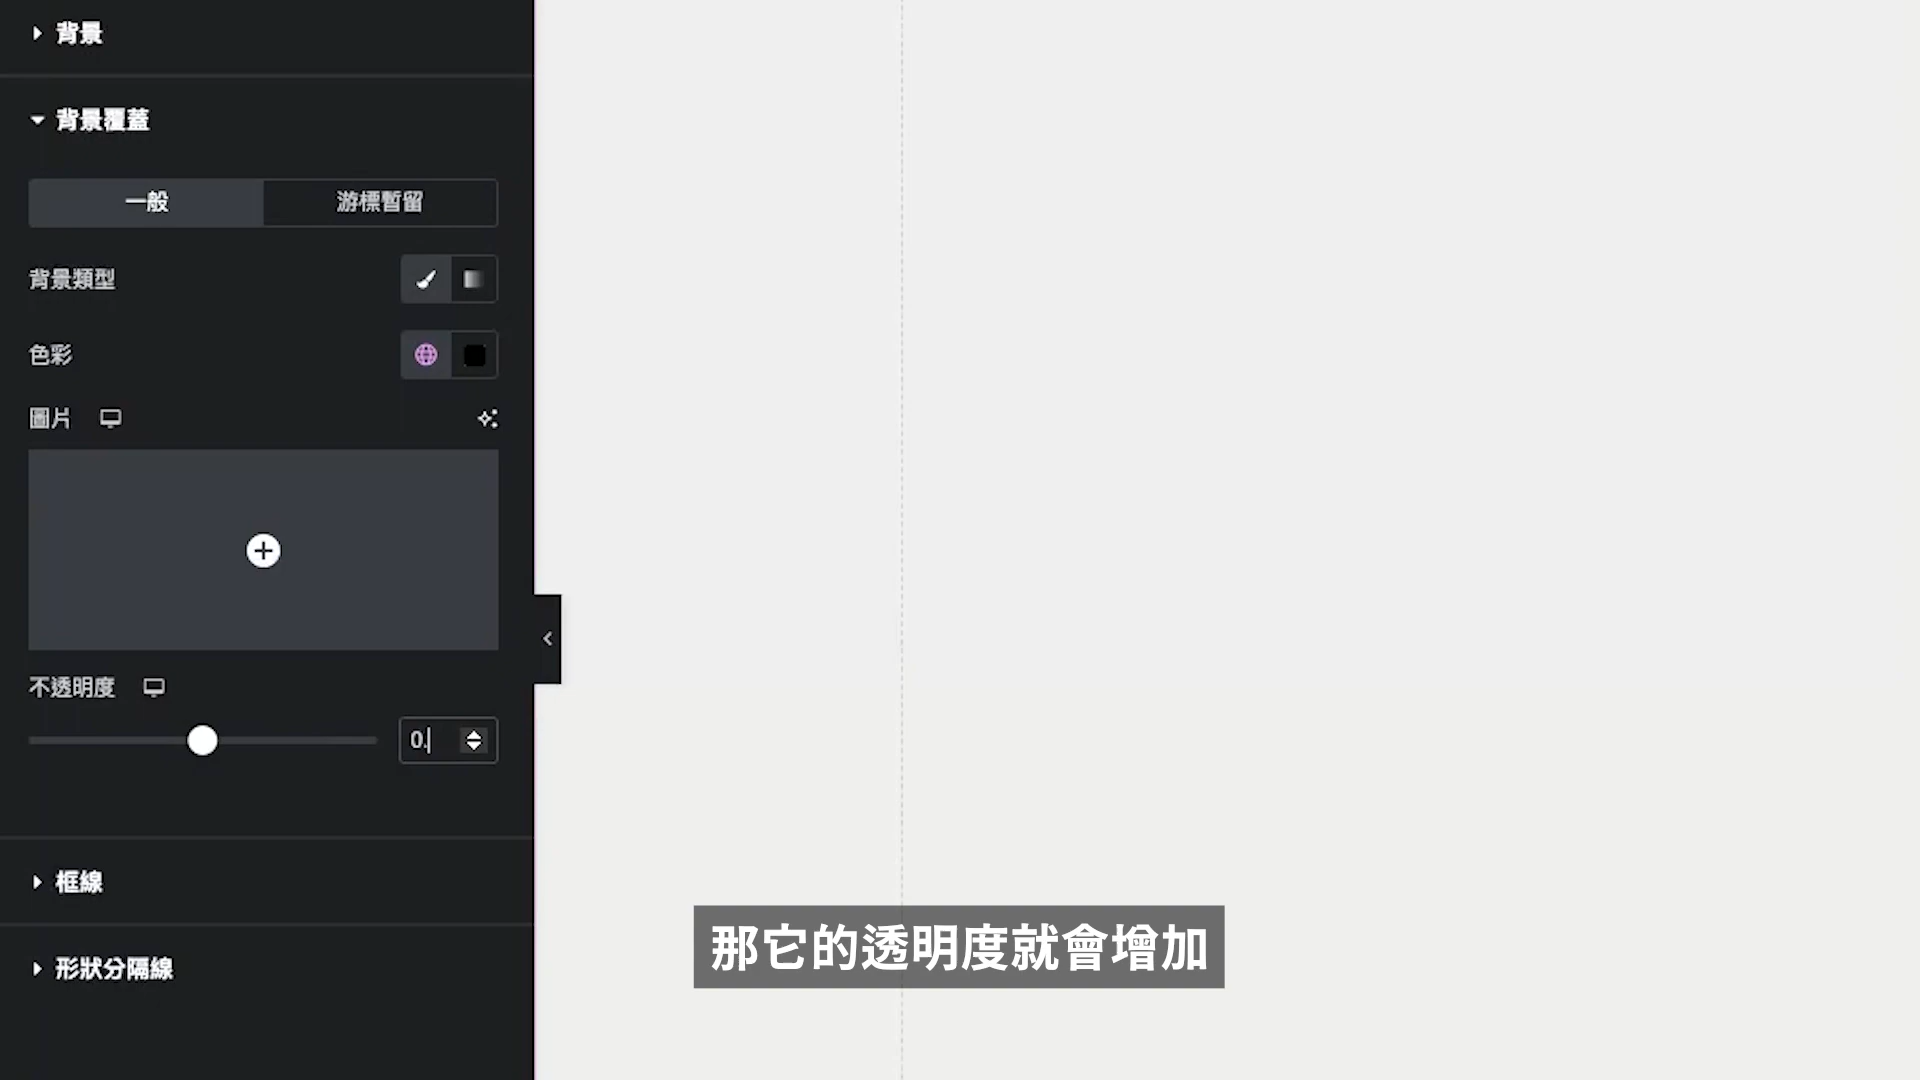 背景
背景覆蓋
一般
游標暫留
背景類型
色彩
圖片
不透明度
0.
框線
形狀分隔線
那它的透明度就會增加